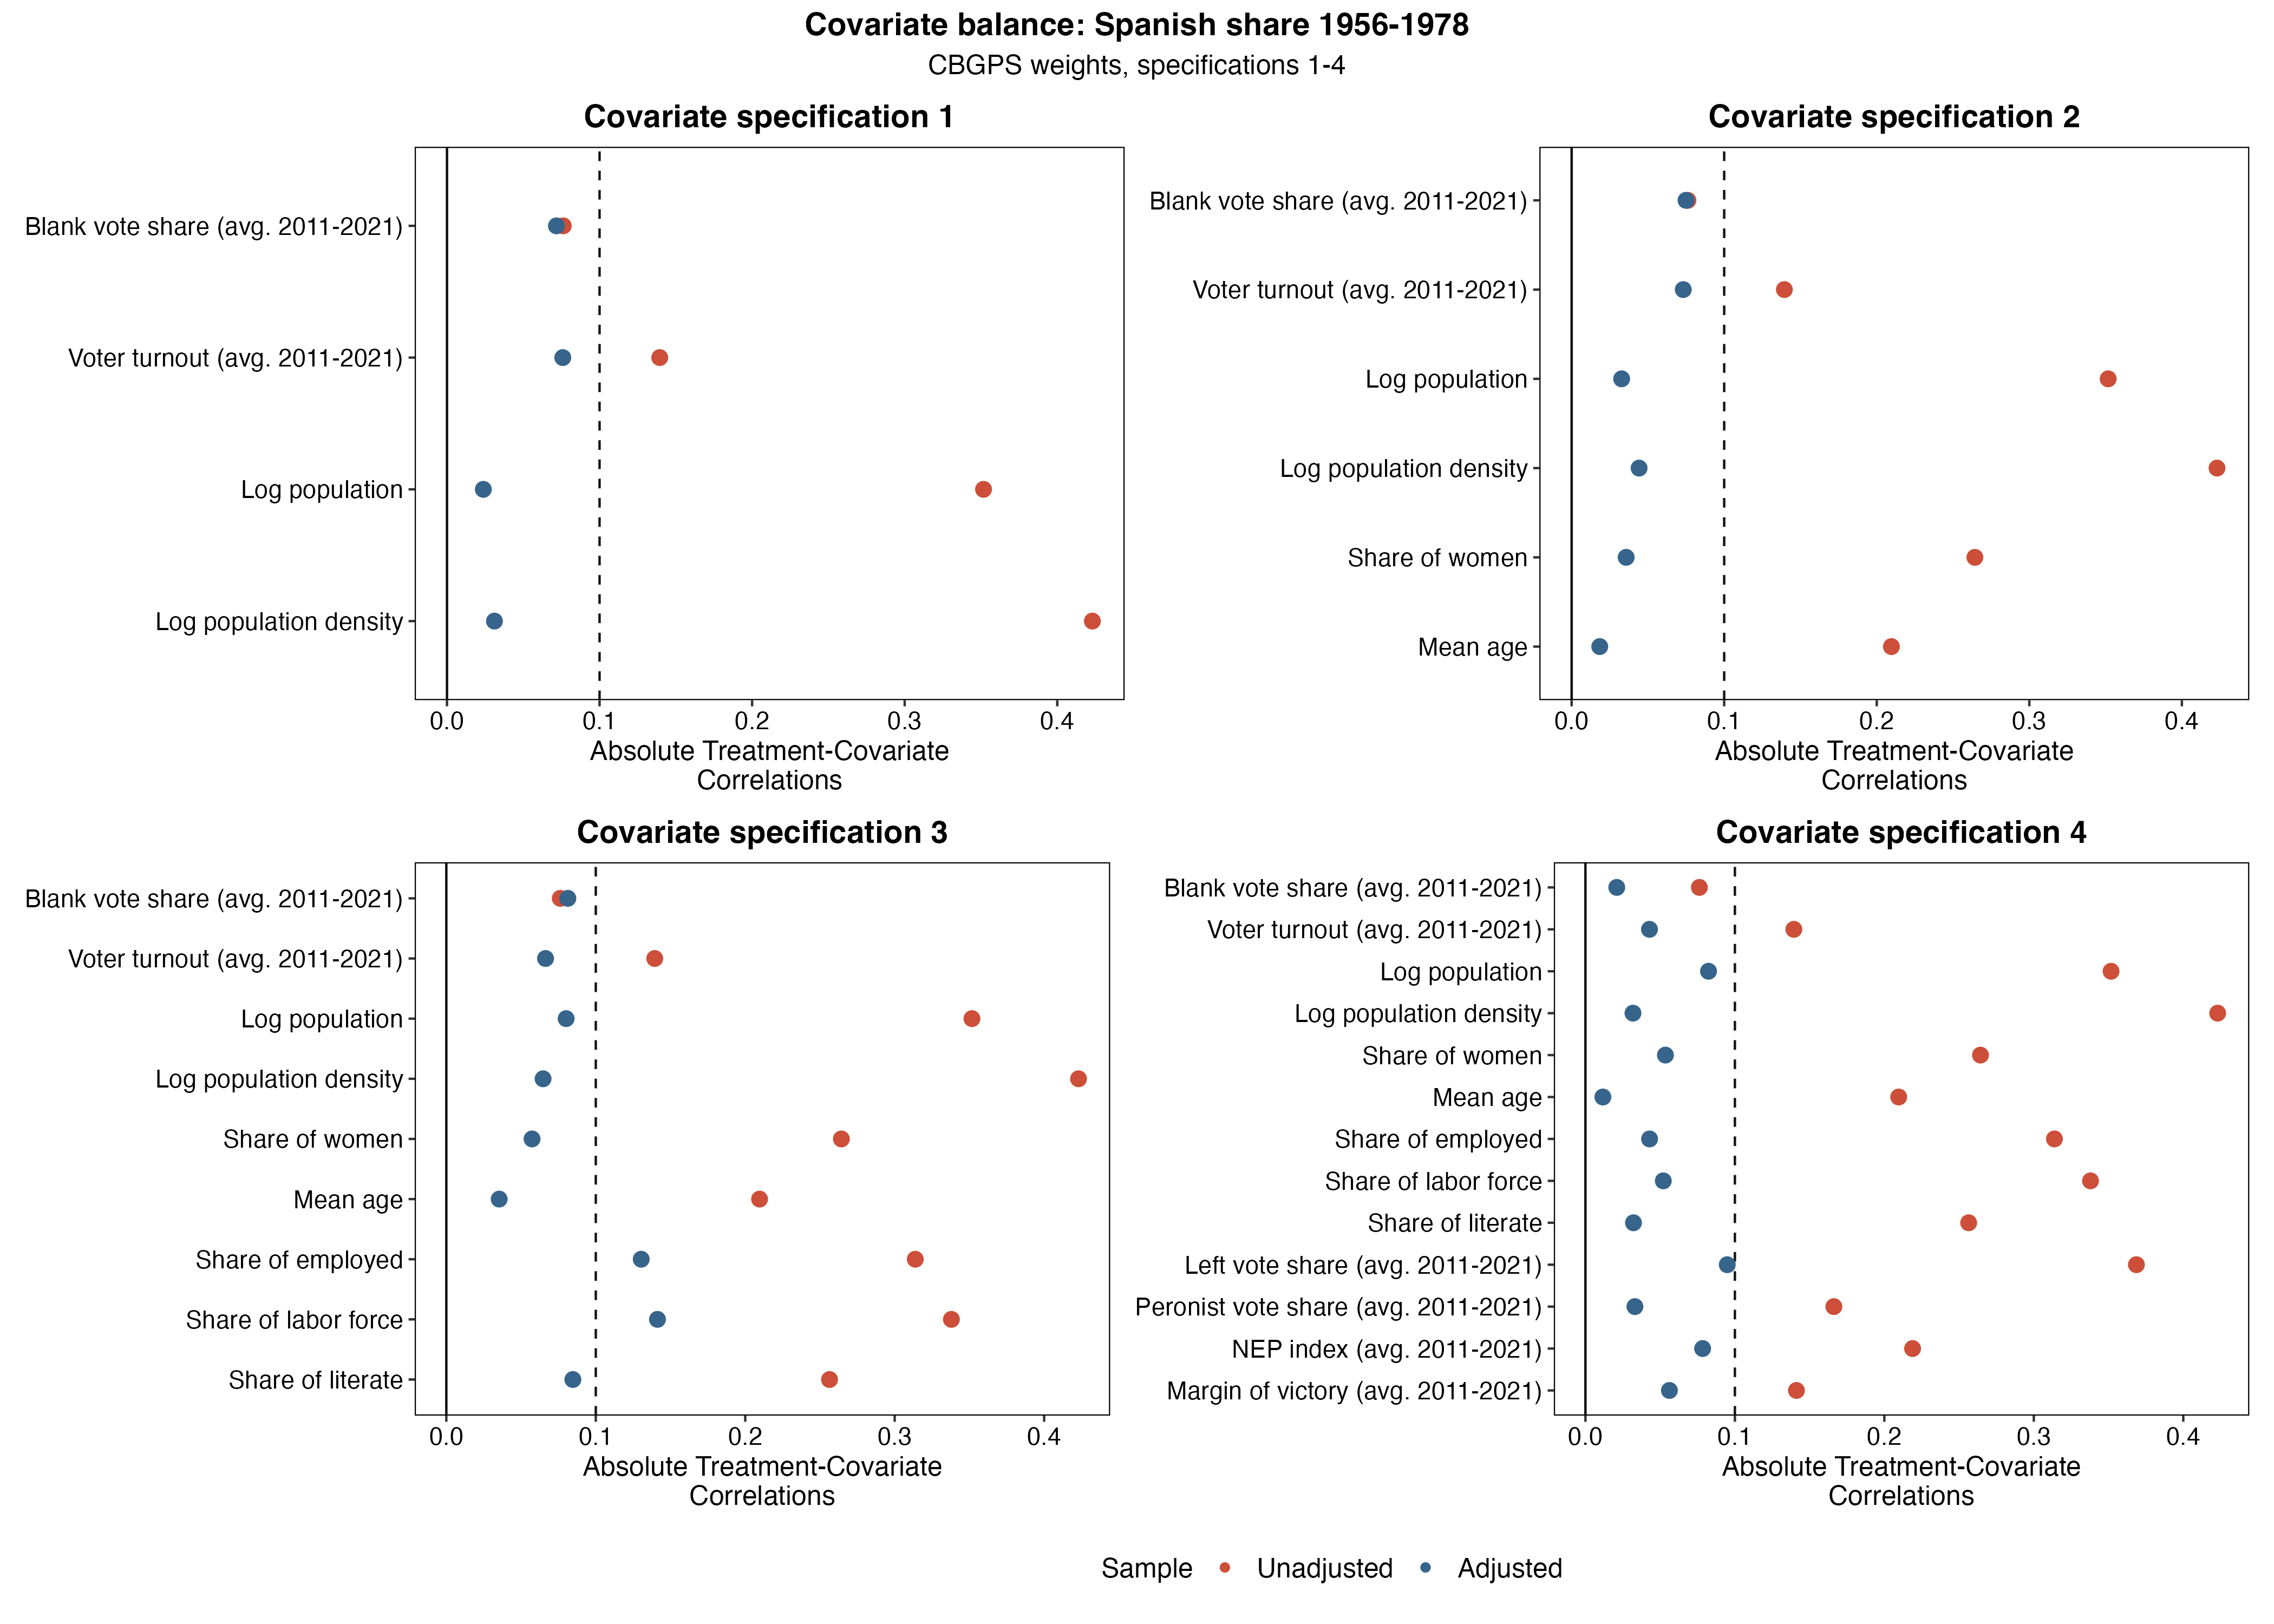 Covariate balance: Spanish share 1956-1978
CBGPS weights, specifications 1-4
Covariate specification 1
Blank vote share (avg. 2011-2021)
Voter turnout (avg. 2011-2021)
Log population
Log population density
0.0 0.1 0.2 0.3 0.4
Absolute Treatment-Covariate
Correlations
Covariate specification 2
Blank vote share (avg. 2011-2021)
Voter turnout (avg. 2011-2021)
Log population
Log population density
Share of women
Mean age
0.0 0.1 0.2 0.3 0.4
Absolute Treatment-Covariate
Correlations
Covariate specification 3
Blank vote share (avg. 2011-2021)
Voter turnout (avg. 2011-2021)
Log population
Log population density
Share of women
Mean age
Share of employed
Share of labor force
Share of literate
0.0 0.1 0.2 0.3 0.4
Absolute Treatment-Covariate
Correlations
Covariate specification 4
Blank vote share (avg. 2011-2021)
Voter turnout (avg. 2011-2021)
Log population
Log population density
Share of women
Mean age
Share of employed
Share of labor force
Share of literate
Left vote share (avg. 2011-2021)
Peronist vote share (avg. 2011-2021)
NEP index (avg. 2011-2021)
Margin of victory (avg. 2011-2021)
0.0 0.1 0.2 0.3 0.4
Absolute Treatment-Covariate
Correlations
Sample Unadjusted Adjusted